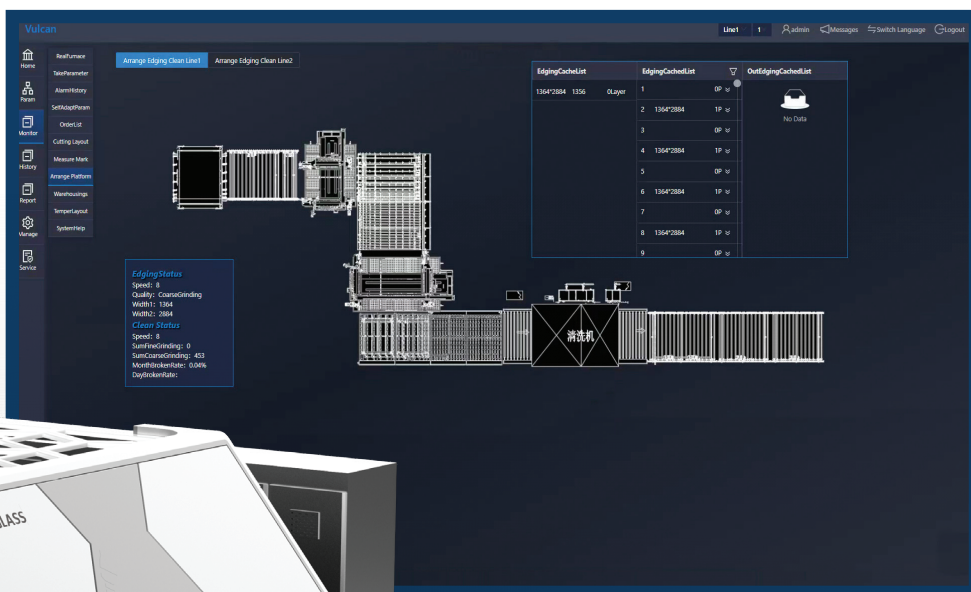 Vulcan
Line1 1 admin Messages Switch Language Logout
Home
Param
Monitor
History
Report
Manage
Service
RealFurnace
TakeParameter
AlarmHistory
SelfAdaptParam
OrderList
Cutting Layout
Measure Mark
Arrange Platform
Warehousings
TemperLayout
SystemHelp
Arrange Edging Clean Line1 Arrange Edging Clean Line2
EdgingCacheList EdgingCachedList OutEdgingCachedList
1364*2884 1356 0Layer
1 0P
2 1364*2884 1P
3 0P
4 1364*2884 1P
5 0P
6 1364*2884 1P
7 0P
8 1364*2884 1P
9 0P
No Data
EdgingStatus
Speed: 8
Quality: CoarseGrinding
Width1: 1364
Width2: 2884
Clean Status
Speed: 8
SumFineGrinding: 0
SumCoarseGrinding: 453
MonthBrokenRate: 0.04%
DayBrokenRate:
清洗机
LASS